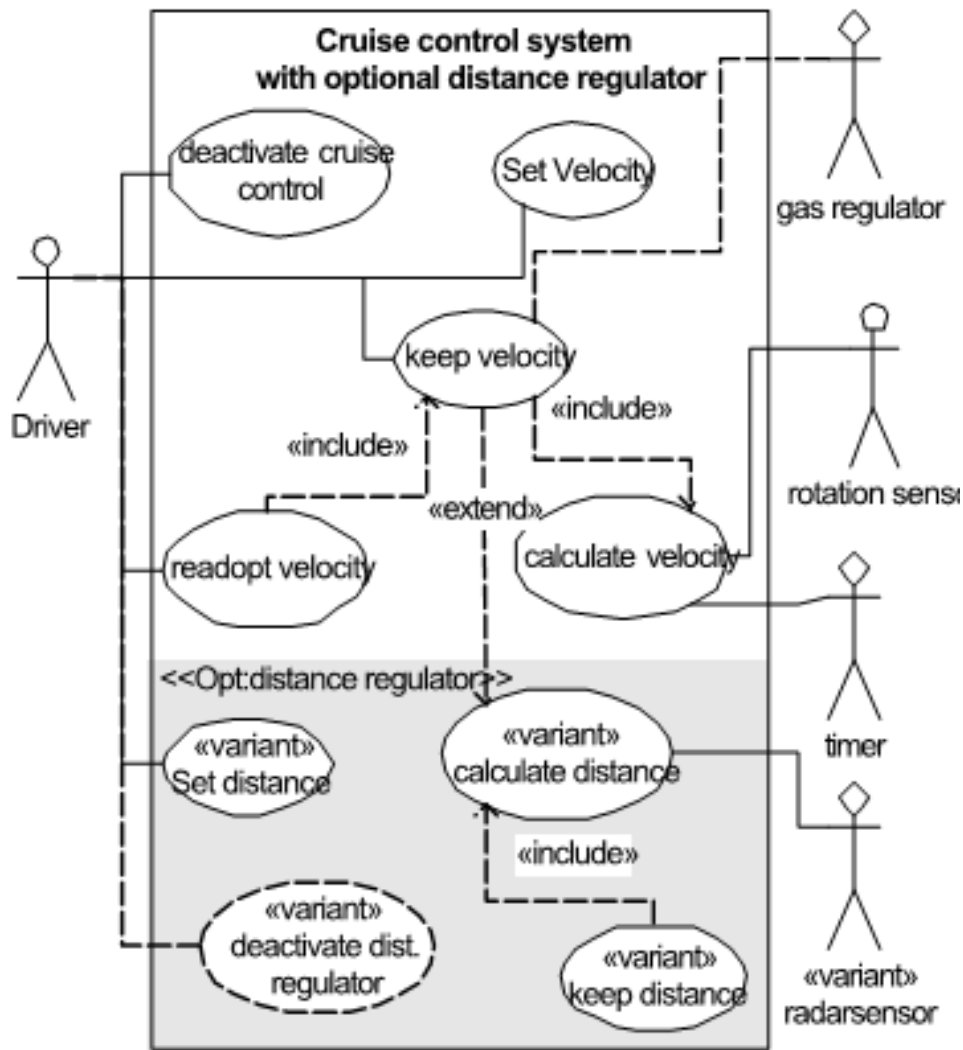 Cruise control system
with optional distance regulator
deactivate cruise
control
Set Velocity
gas regulator
keep velocity
Driver
«include»
«include»
rotation senso
«extend»
readopt velocity
calculate velocity
<<Opt:distance regulator>>
timer
«variant»
Set distance
«variant»
calculate distance
«include»
«variant»
deactivate dist.
regulator
«variant»
keep distance
«variant»
radarsensor